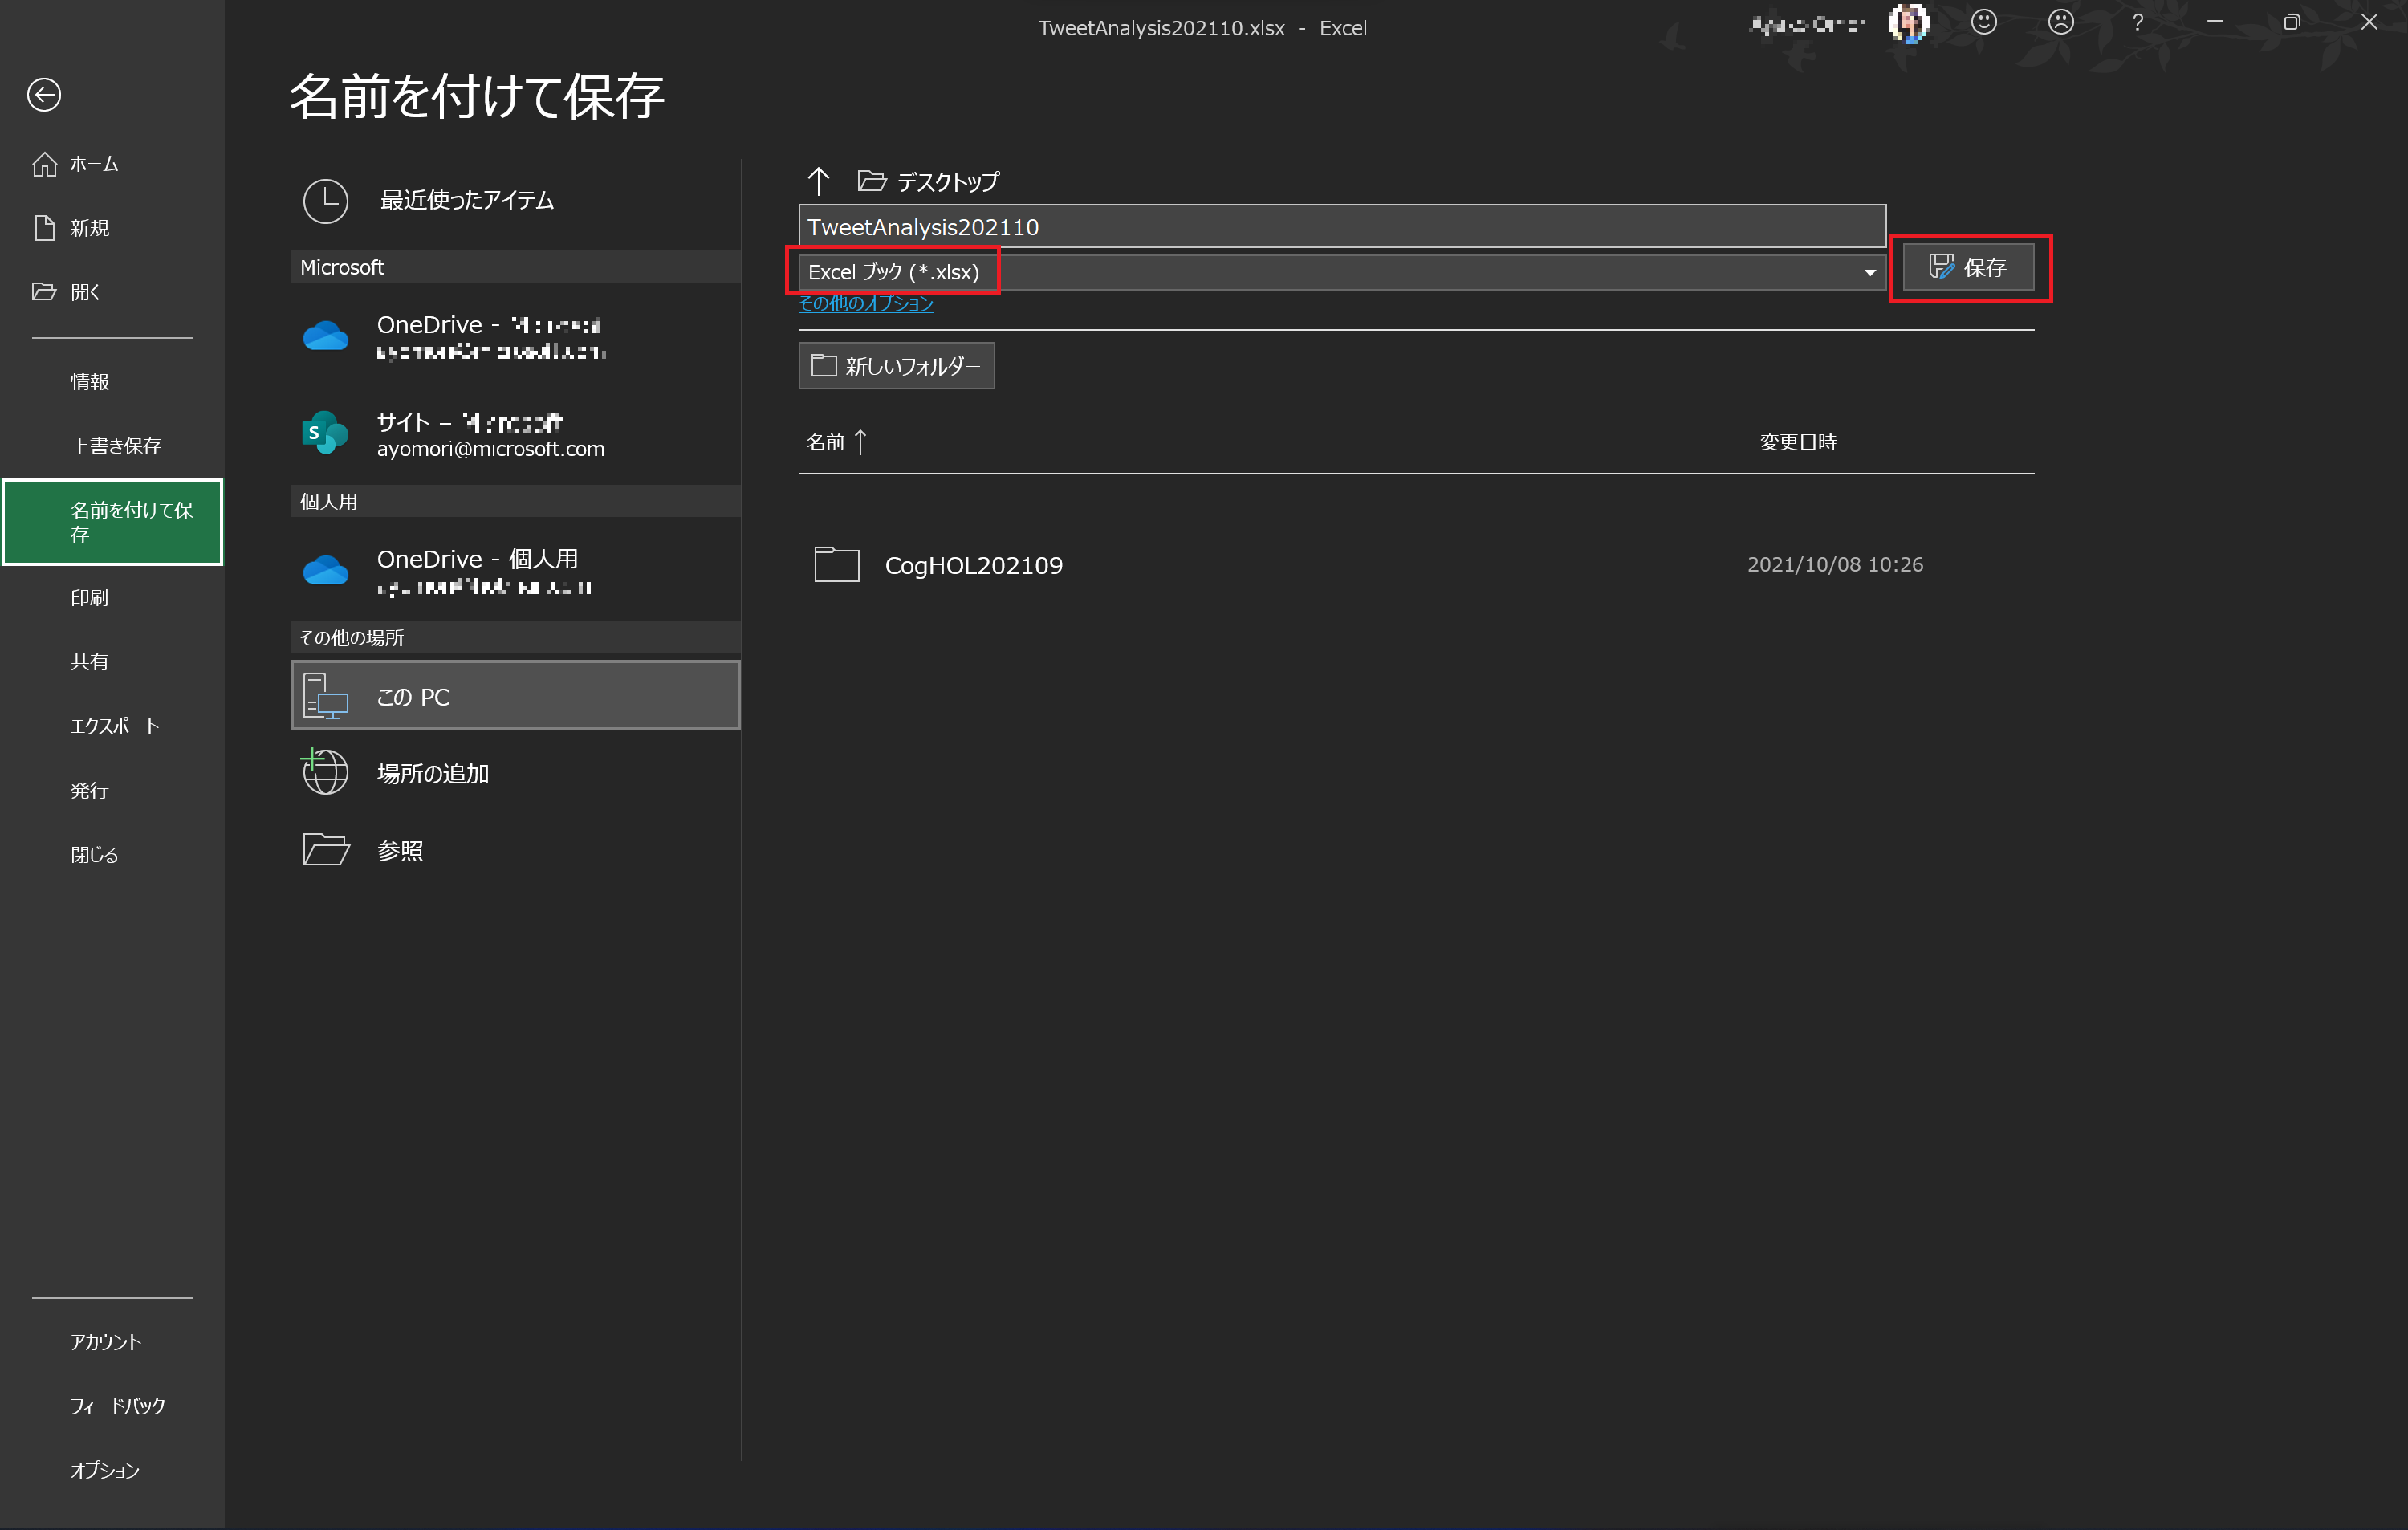 TweetAnalysis202110.xlsx - Excel
?
名前を付けて保存
ホーム
新規
開く
情報
上書き保存
名前を付けて保
存
印刷
共有
エクスポート
発行
閉じる
アカウント
フィードバック
オプション
最近使ったアイテム
Microsoft
OneDrive -
サイト –
S
ayomori@microsoft.com
個人用
OneDrive - 個人用
その他の場所
この PC
場所の追加
参照
デスクトップ
TweetAnalysis202110
Excel ブック (*.xlsx)
保存
その他のオプション
新しいフォルダー
名前 ↑
変更日時
CogHOL202109
2021/10/08 10:26